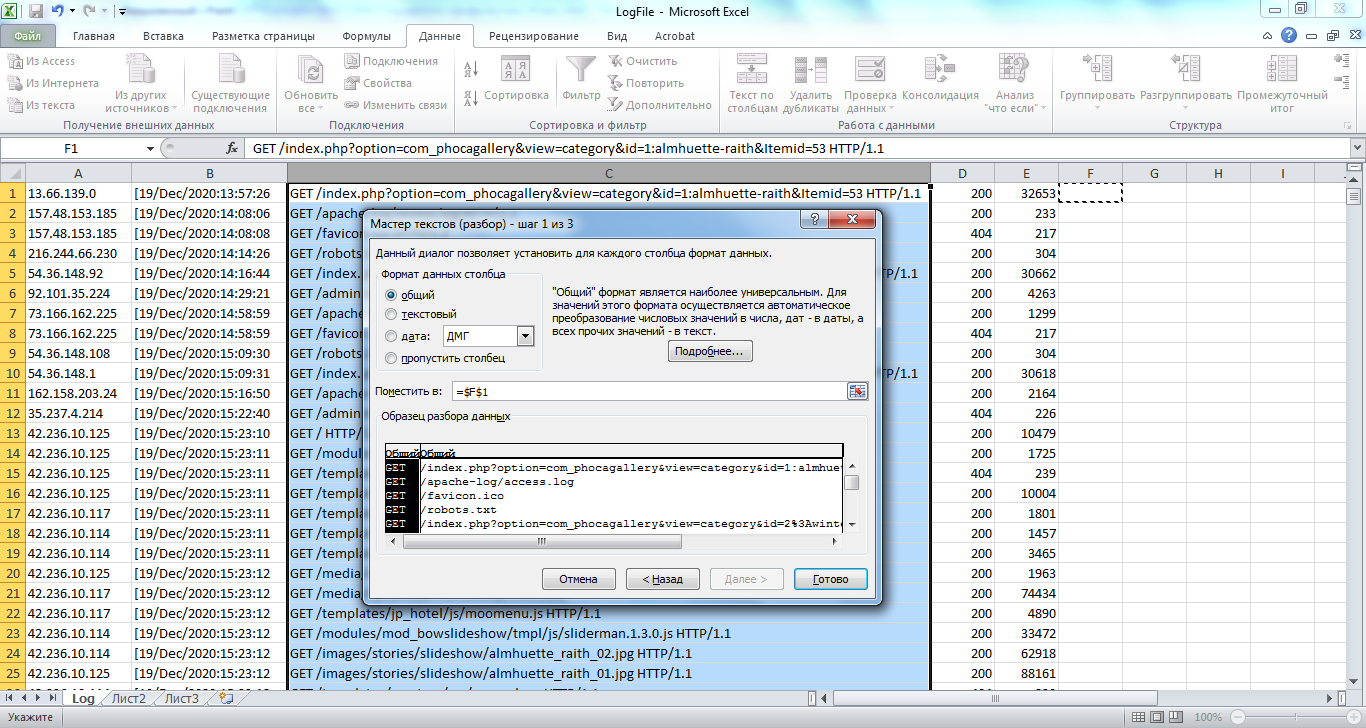 LogFile - Microsoft Excel
Файл Главная Вставка Разметка страницы Формулы Данные Рецензирование Вид Acrobat
Из Access
Из Интернета
Из текста
Из других источников
Существующие подключения
Получение внешних данных
Обновить все
Подключения
Свойства
Изменить связи
Подключения
Сортировка
Фильтр
Очистить
Повторить
Дополнительно
Сортировка и фильтр
Текст по столбцам
Удалить дубликаты
Проверка данных
Консолидация
Анализ "что если"
Работа с данными
Группировать
Разгруппировать
Промежуточный итог
Структура
F1 fx GET /index.php?option=com_phocagallery&view=category&id=1:almhuette-raith&Itemid=53 HTTP/1.1
A B C D E F G H I
1 13.66.139.0 [19/Dec/2020:13:57:26 GET /index.php?option=com_phocagallery&view=category&id=1:almhuette-raith&Itemid=53 HTTP/1.1 200 32653
2 157.48.153.185 [19/Dec/2020:14:08:06 GET /apache 200 233
3 157.48.153.185 [19/Dec/2020:14:08:08 GET /favicon 404 217
4 216.244.66.230 [19/Dec/2020:14:14:26 GET /robots 200 304
5 54.36.148.92 [19/Dec/2020:14:16:44 GET /index. TP/1.1 200 30662
6 92.101.35.224 [19/Dec/2020:14:29:21 GET /admin 200 4263
7 73.166.162.225 [19/Dec/2020:14:58:59 GET /apache 200 1299
8 73.166.162.225 [19/Dec/2020:14:58:59 GET /favicon 404 217
9 54.36.148.108 [19/Dec/2020:15:09:30 GET /robots 200 304
10 54.36.148.1 [19/Dec/2020:15:09:31 GET /index. TP/1.1 200 30618
11 162.158.203.24 [19/Dec/2020:15:16:50 GET /apache 200 2164
12 35.237.4.214 [19/Dec/2020:15:22:40 GET /admin 404 226
13 42.236.10.125 [19/Dec/2020:15:23:10 GET / HTTP/ 200 10479
14 42.236.10.125 [19/Dec/2020:15:23:11 GET /modul 200 1725
15 42.236.10.125 [19/Dec/2020:15:23:11 GET /templa 404 239
16 42.236.10.125 [19/Dec/2020:15:23:11 GET /templa 200 10004
17 42.236.10.117 [19/Dec/2020:15:23:11 GET /templa 200 1801
18 42.236.10.114 [19/Dec/2020:15:23:11 GET /templa 200 1457
19 42.236.10.114 [19/Dec/2020:15:23:11 GET /templa 200 3465
20 42.236.10.125 [19/Dec/2020:15:23:12 GET /media 200 1963
21 42.236.10.117 [19/Dec/2020:15:23:12 GET /media 200 74434
22 42.236.10.117 [19/Dec/2020:15:23:12 GET /templates/jp_hotel/js/moomenu.js HTTP/1.1 200 4890
23 42.236.10.114 [19/Dec/2020:15:23:12 GET /modules/mod_bowslideshow/tmpl/js/sliderman.1.3.0.js HTTP/1.1 200 33472
24 42.236.10.114 [19/Dec/2020:15:23:12 GET /images/stories/slideshow/almhuette_raith_02.jpg HTTP/1.1 200 62918
25 42.236.10.125 [19/Dec/2020:15:23:12 GET /images/stories/slideshow/almhuette_raith_01.jpg HTTP/1.1 200 88161
Мастер текстов (разбор) - шаг 1 из 3
Данный диалог позволяет установить для каждого столбца формат данных.
Формат данных столбца
общий
текстовый
дата: ДМГ
пропустить столбец
"Общий" формат является наиболее универсальным. Для
значений этого формата осуществляется автоматическое
преобразование числовых значений в числа, дат - в даты, а
всех прочих значений - в текст.
Подробнее...
Поместить в: =$F$1
Образец разбора данных
Общий Общий
GET /index.php?option=com_phocagallery&view=category&id=1:almhue
GET /apache-log/access.log
GET /favicon.ico
GET /robots.txt
GET /index.php?option=com_phocagallery&view=category&id=2%3Awint
Отмена < Назад Далее > Готово
Log Лист2 Лист3
Укажите 100%